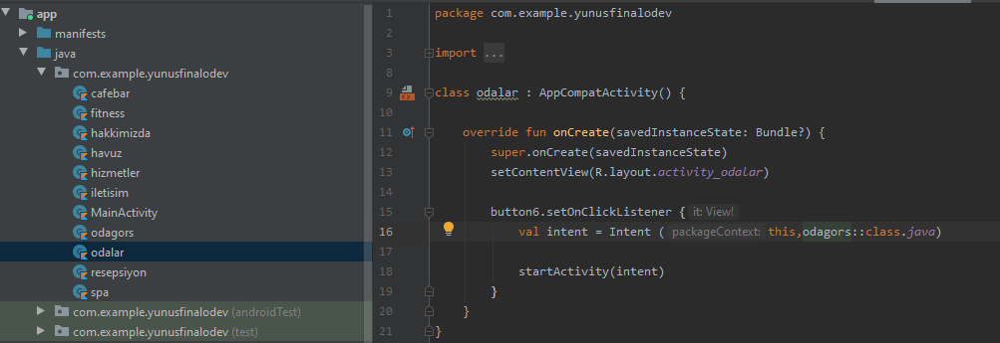 app
manifests
java
com.example.yunusfinalodev
cafebar
fitness
hakkimizda
havuz
hizmetler
iletisim
MainActivity
odagors
odalar
resepsiyon
spa
com.example.yunusfinalodev (androidTest)
com.example.yunusfinalodev (test)
1 package com.example.yunusfinalodev
2
3 import ...
8
9 class odalar : AppCompatActivity() {
10
11 override fun onCreate(savedInstanceState: Bundle?) {
12 super.onCreate(savedInstanceState)
13 setContentView(R.layout.activity_odalar)
14
15 button6.setOnClickListener { it: View!
16 val intent = Intent ( packageContext: this,odagors::class.java)
17
18 startActivity(intent)
19 }
20 }
21 }